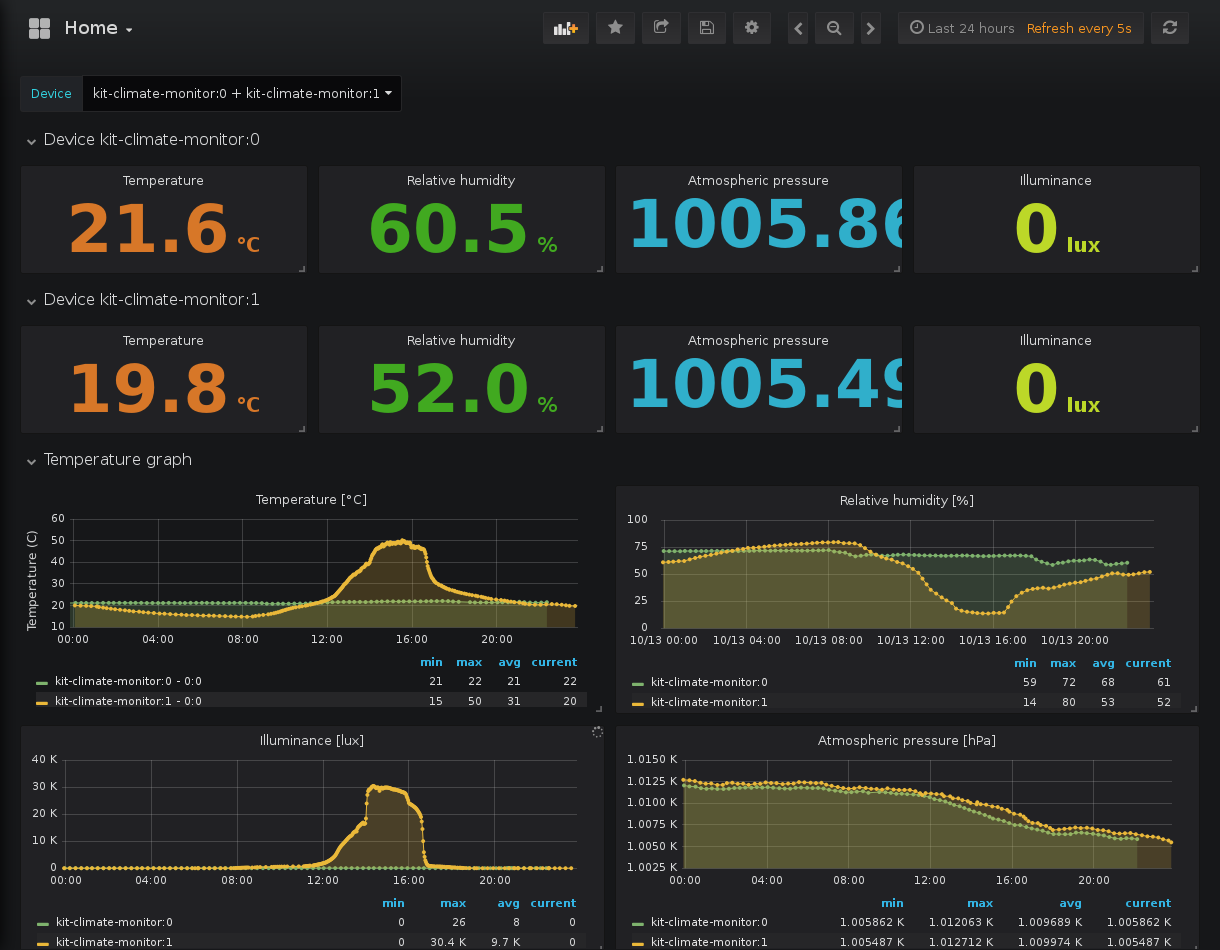 Home
Last 24 hours Refresh every 5s
Device kit-climate-monitor:0 + kit-climate-monitor:1
Device kit-climate-monitor:0
Temperature Relative humidity Atmospheric pressure Illuminance
21.6 °C 60.5 % 1005.86 0 lux
Device kit-climate-monitor:1
Temperature Relative humidity Atmospheric pressure Illuminance
19.8 °C 52.0 % 1005.49 0 lux
Temperature graph
Temperature [°C]
Temperature (C)
60
50
40
30
20
10
00:00 04:00 08:00 12:00 16:00 20:00
min max avg current
kit-climate-monitor:0 - 0:0 21 22 21 22
kit-climate-monitor:1 - 0:0 15 50 31 20
Relative humidity [%]
100
75
50
25
0
10/13 00:00 10/13 04:00 10/13 08:00 10/13 12:00 10/13 16:00 10/13 20:00
min max avg current
kit-climate-monitor:0 59 72 68 61
kit-climate-monitor:1 14 80 53 52
Illuminance [lux]
40 K
30 K
20 K
10 K
0
00:00 04:00 08:00 12:00 16:00 20:00
min max avg current
kit-climate-monitor:0 0 26 8 0
kit-climate-monitor:1 0 30.4 K 9.7 K 0
Atmospheric pressure [hPa]
1.0150 K
1.0125 K
1.0100 K
1.0075 K
1.0050 K
1.0025 K
00:00 04:00 08:00 12:00 16:00 20:00
min max avg current
kit-climate-monitor:0 1.005862 K 1.012063 K 1.009689 K 1.005862 K
kit-climate-monitor:1 1.005487 K 1.012712 K 1.009974 K 1.005487 K